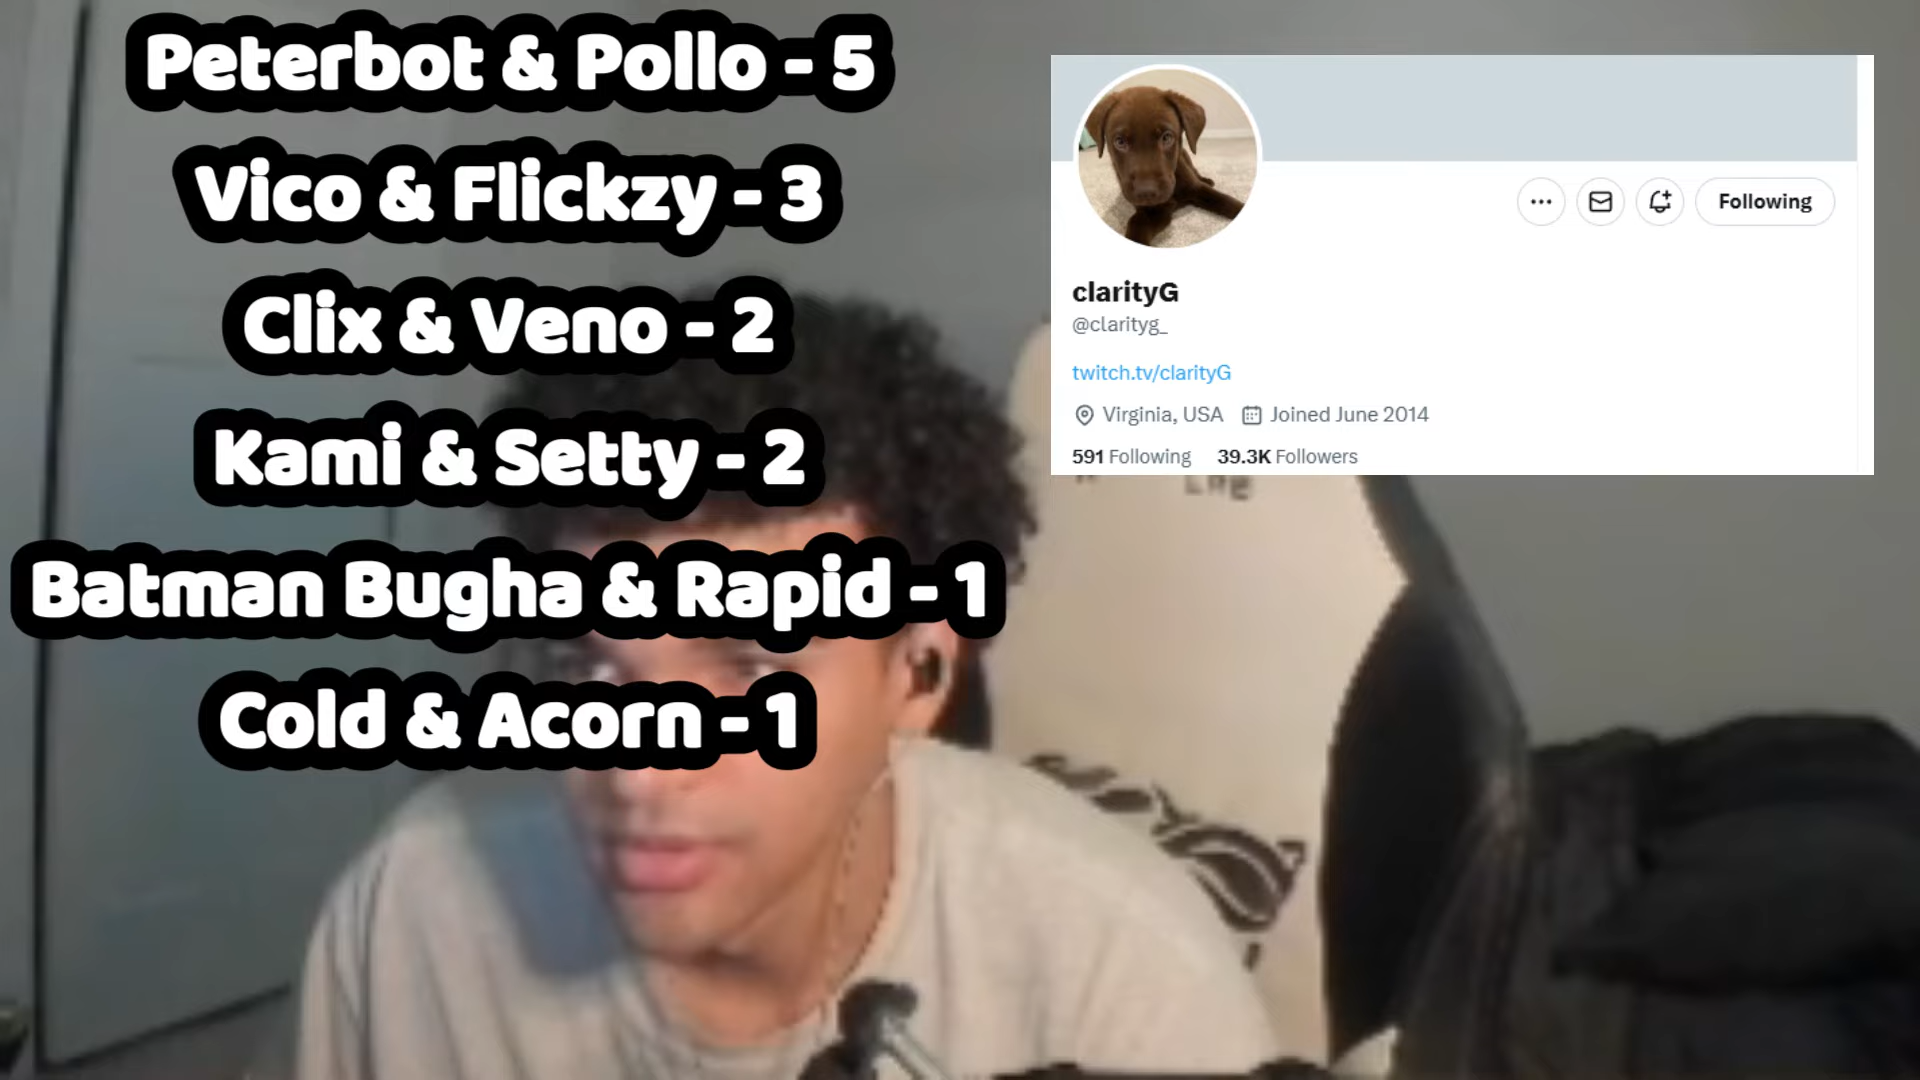 Peterbot & Pollo - 5
Vico & Flickzy - 3
Clix & Veno - 2
Kami & Setty - 2
Batman Bugha & Rapid - 1
Cold & Acorn - 1
Following
clarityG
@clarityg_
twitch.tv/clarityG
Virginia, USA Joined June 2014
591 Following 39.3K Followers